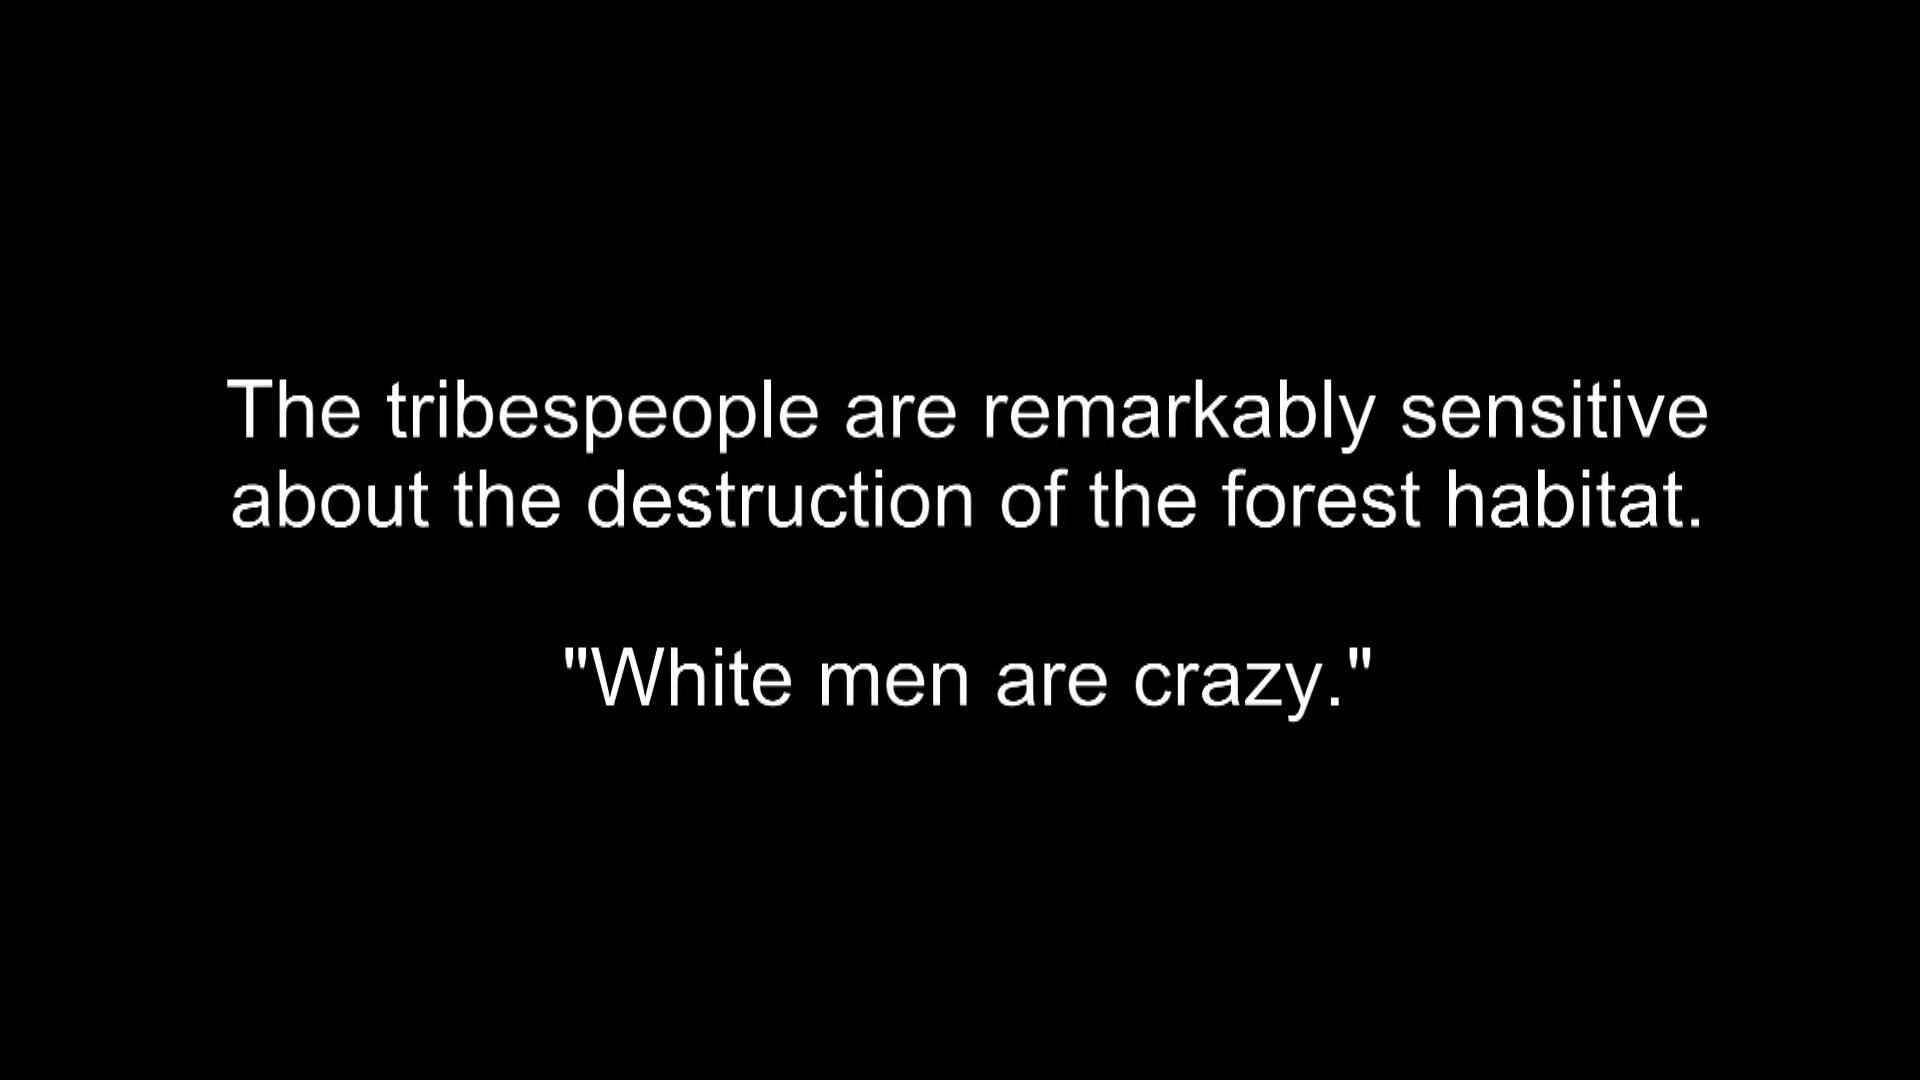 The tribespeople are remarkably sensitive
about the destruction of the forest habitat.
"White men are crazy."